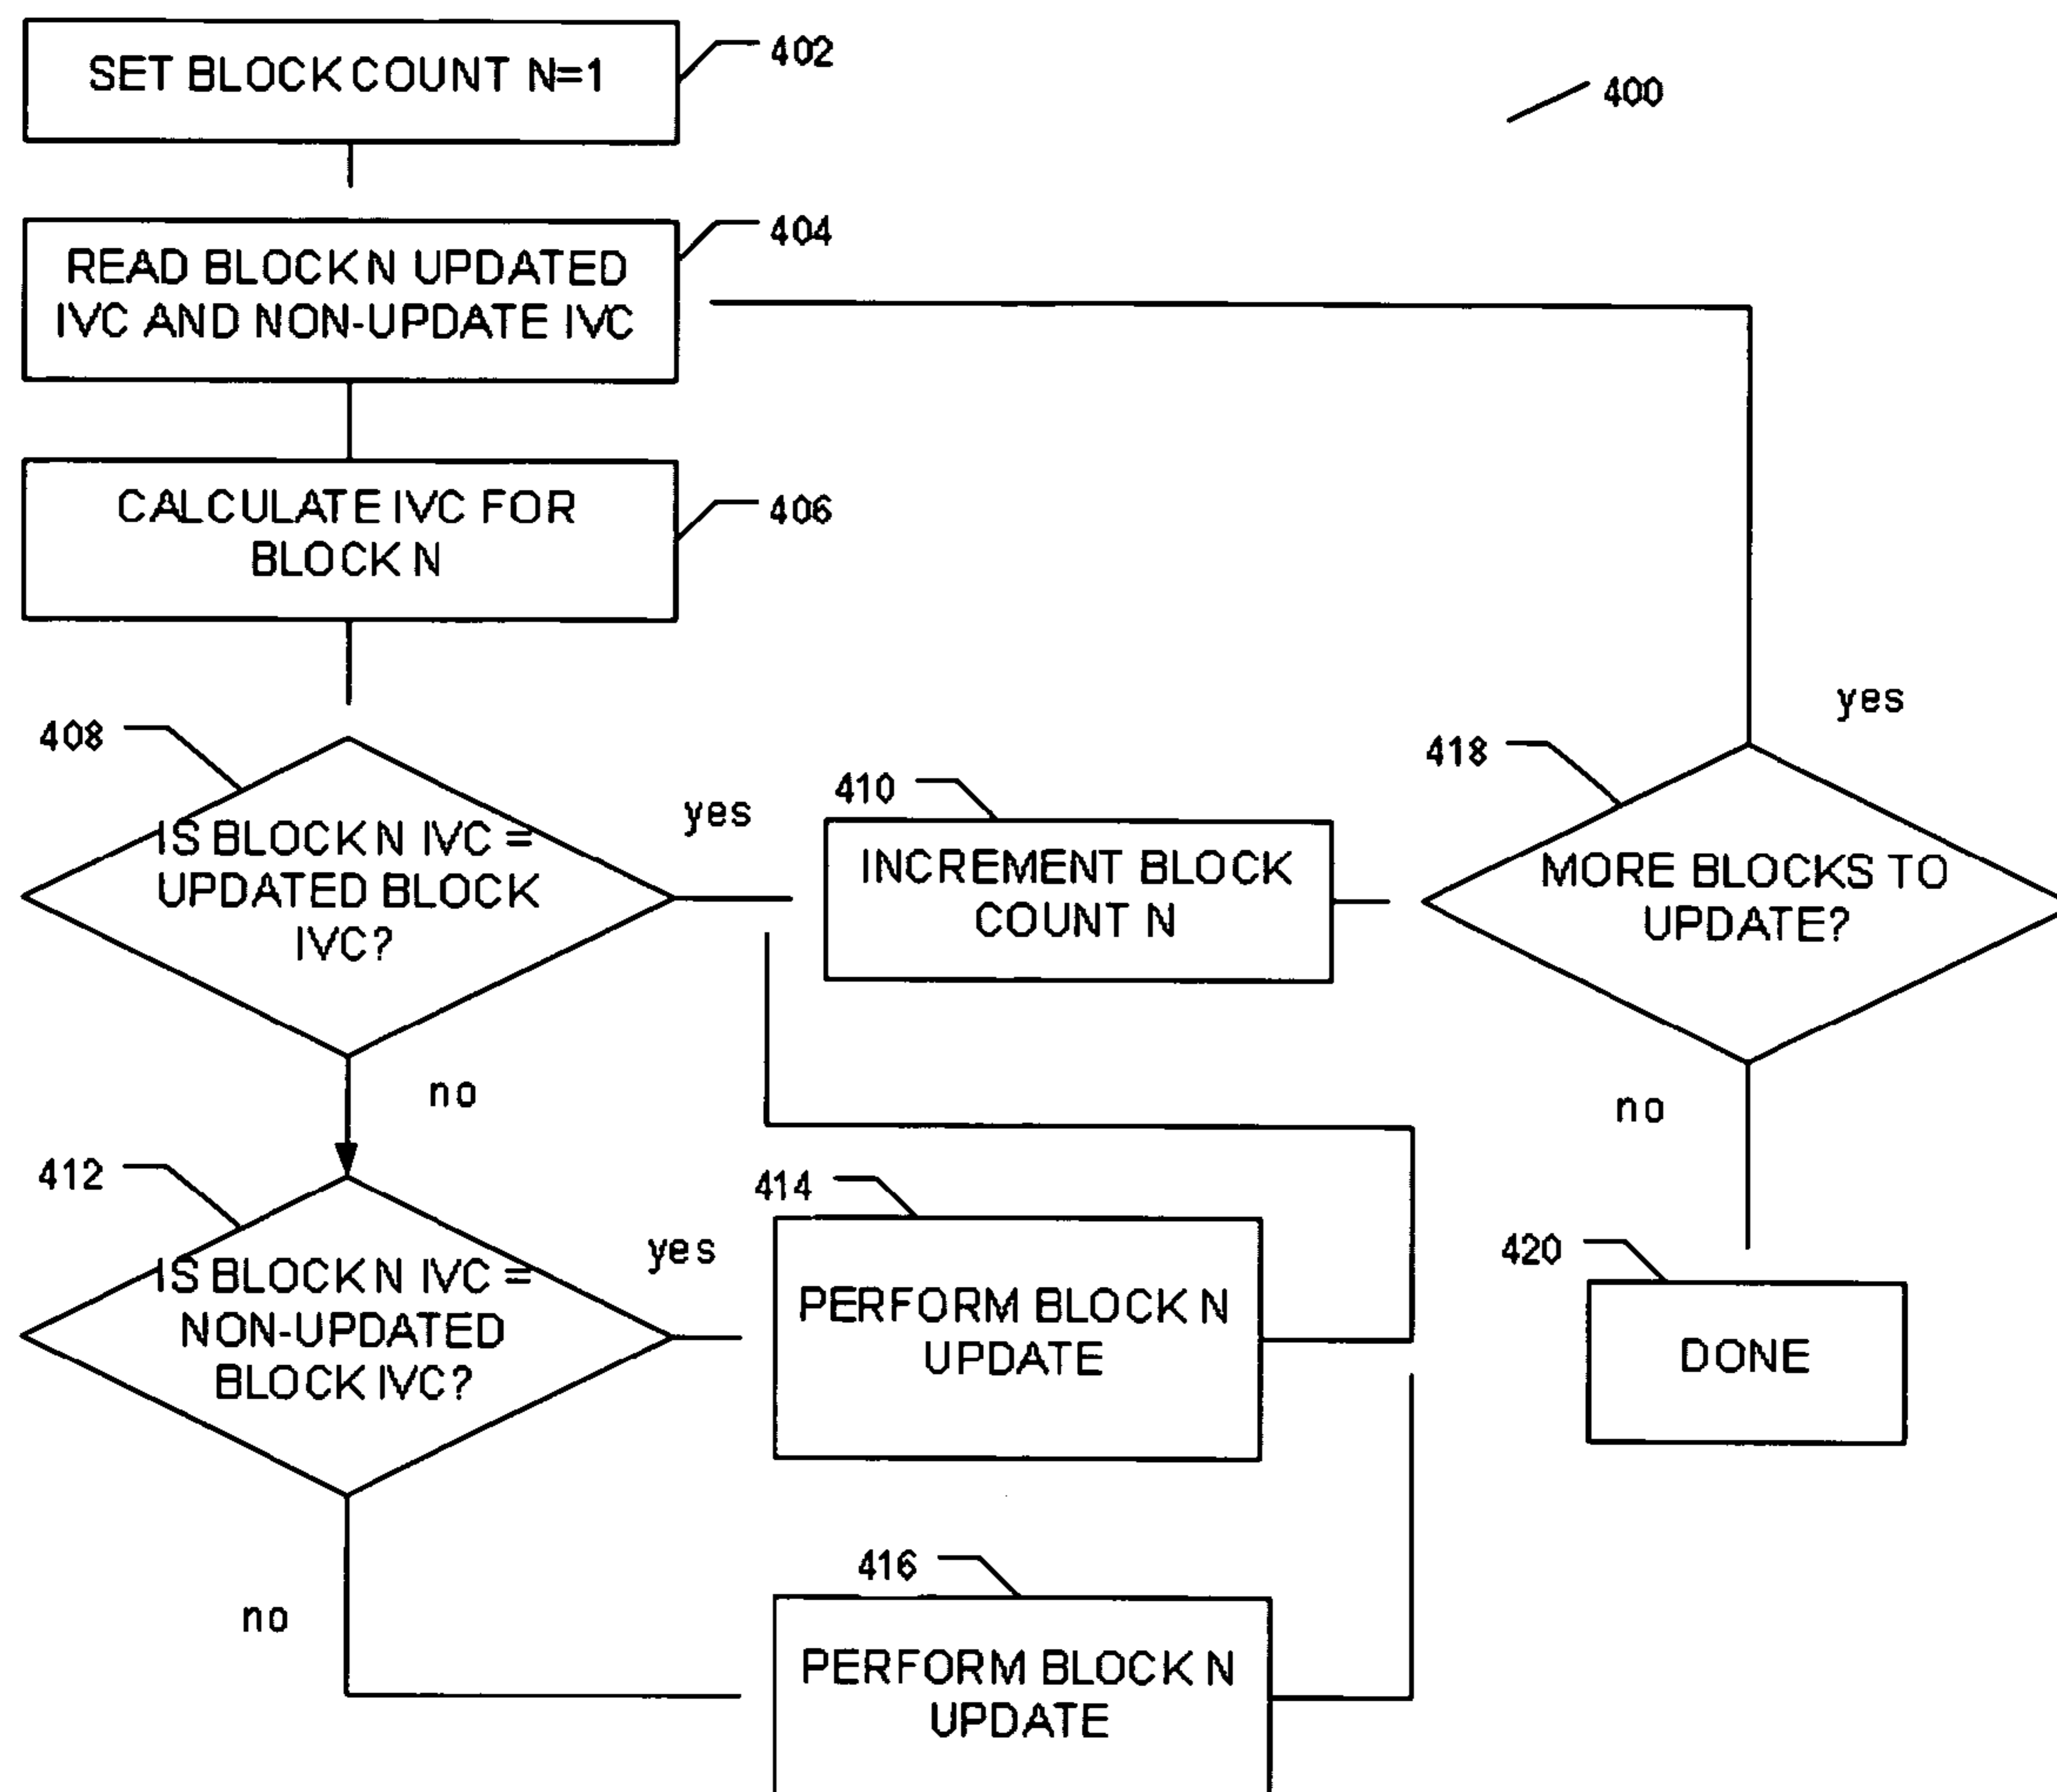 SET BLOCK COUNT N=1
402
400
READ BLOCK N UPDATED
IVC AND NON-UPDATE IVC
404
CALCULATE IVC FOR
BLOCK N
406
408
IS BLOCK N IVC =
UPDATED BLOCK
IVC?
yes
no
410
INCREMENT BLOCK
COUNT N
418
yes
MORE BLOCKS TO
UPDATE?
no
412
IS BLOCK N IVC =
NON-UPDATED
BLOCK IVC?
yes
no
414
PERFORM BLOCK N
UPDATE
420
DONE
416
PERFORM BLOCK N
UPDATE